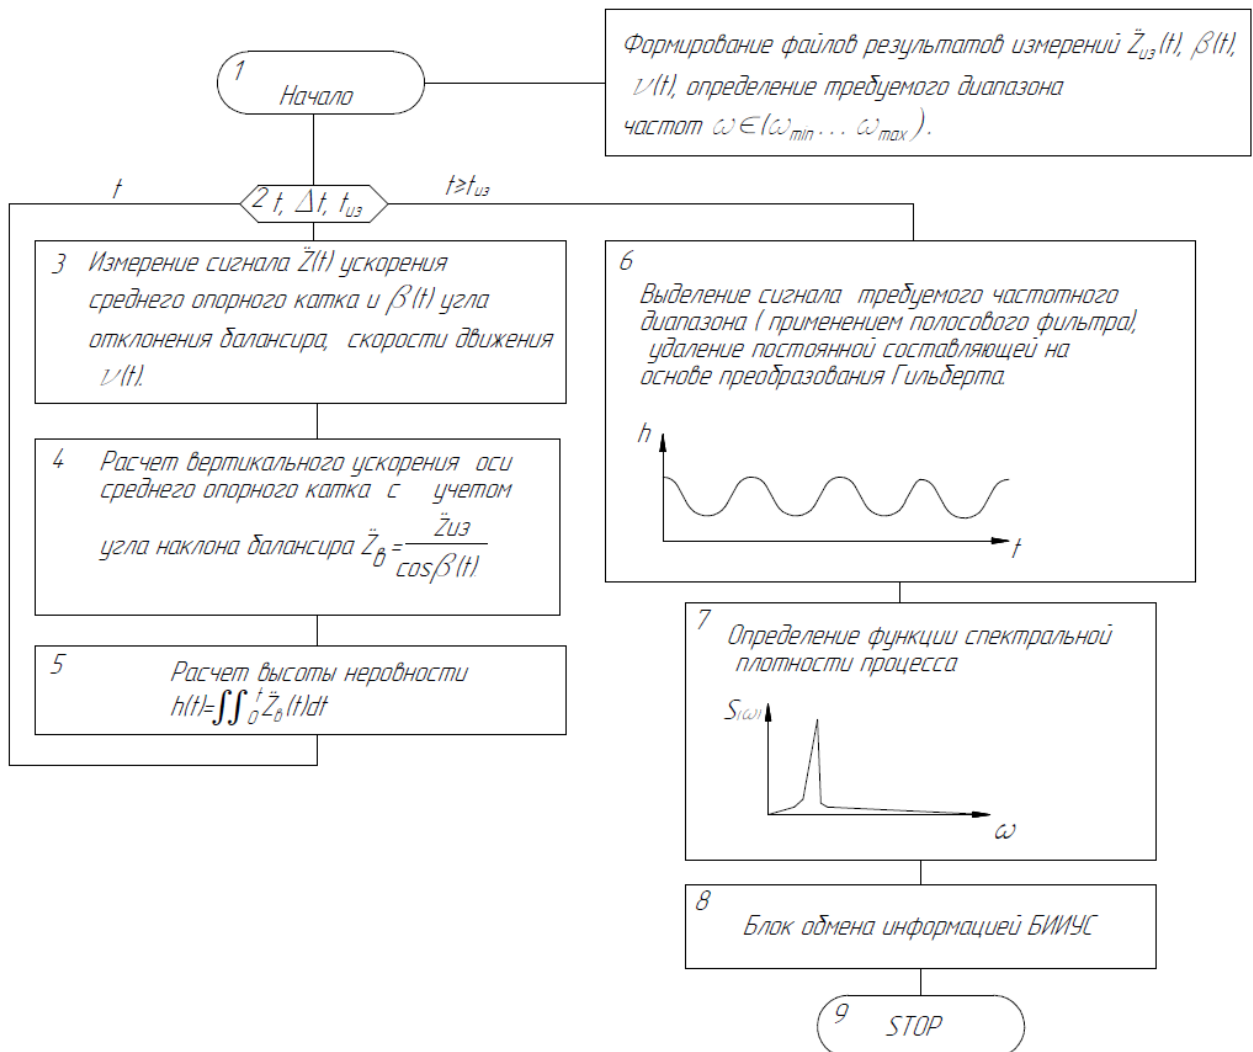 1
Начало
Формирование файлов результатов измерений Z̈из(t), β(t),
ν(t), определение требуемого диапазона
частот ω∈(ωmin... ωmax).
t
2 t, Δt, tиз
t≥tиз
3 Измерение сигнала Z̈(t) ускорения
среднего опорного катка и β(t) угла
отклонения балансира, скорости движения
ν(t).
4 Расчет вертикального ускорения оси
среднего опорного катка с учетом
угла наклона балансира Z̈в = Z̈из / cosβ(t).
5
Расчет высоты неровности
h(t)=∫∫₀ᵗ Z̈в(t)dt
6
Выделение сигнала требуемого частотного
диапазона ( применением полосового фильтра),
удаление постоянной составляющей на
основе преобразования Гильберта.
h
t
7
Определение функции спектральной
плотности процесса
S(ω)
ω
8
Блок обмена информацией БИИУС
9 STOP